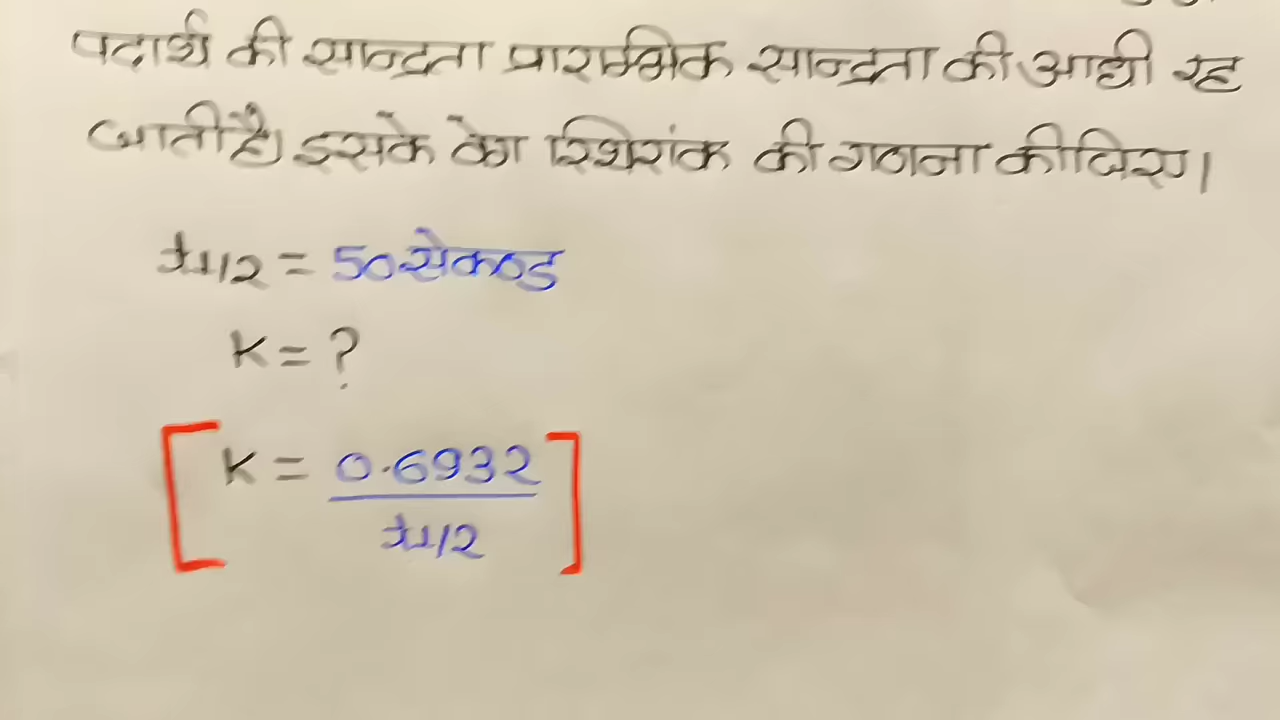 पदार्थ की सान्द्रता प्रारम्भिक सान्द्रता की आधी रह
जाती है। इसके वेग स्थिरांक की गणना कीजिए।
t1/2 = 50 सेकण्ड
K = ?
[K = 0.6932
t1/2]